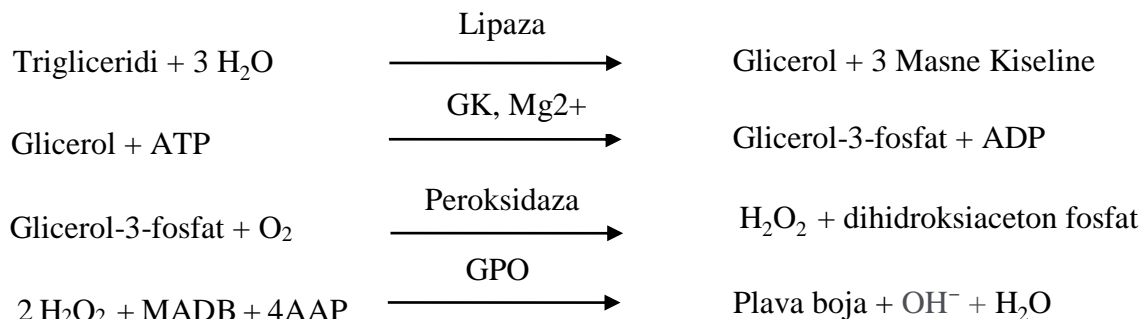 Lipaza
Trigliceridi + 3 H₂O Glicerol + 3 Masne Kiseline
GK, Mg2+
Glicerol + ATP Glicerol-3-fosfat + ADP
Peroksidaza
Glicerol-3-fosfat + O₂ H₂O₂ + dihidroksiaceton fosfat
GPO
2 H₂O₂ + MADB + 4AAP Plava boja + OH⁻ + H₂O